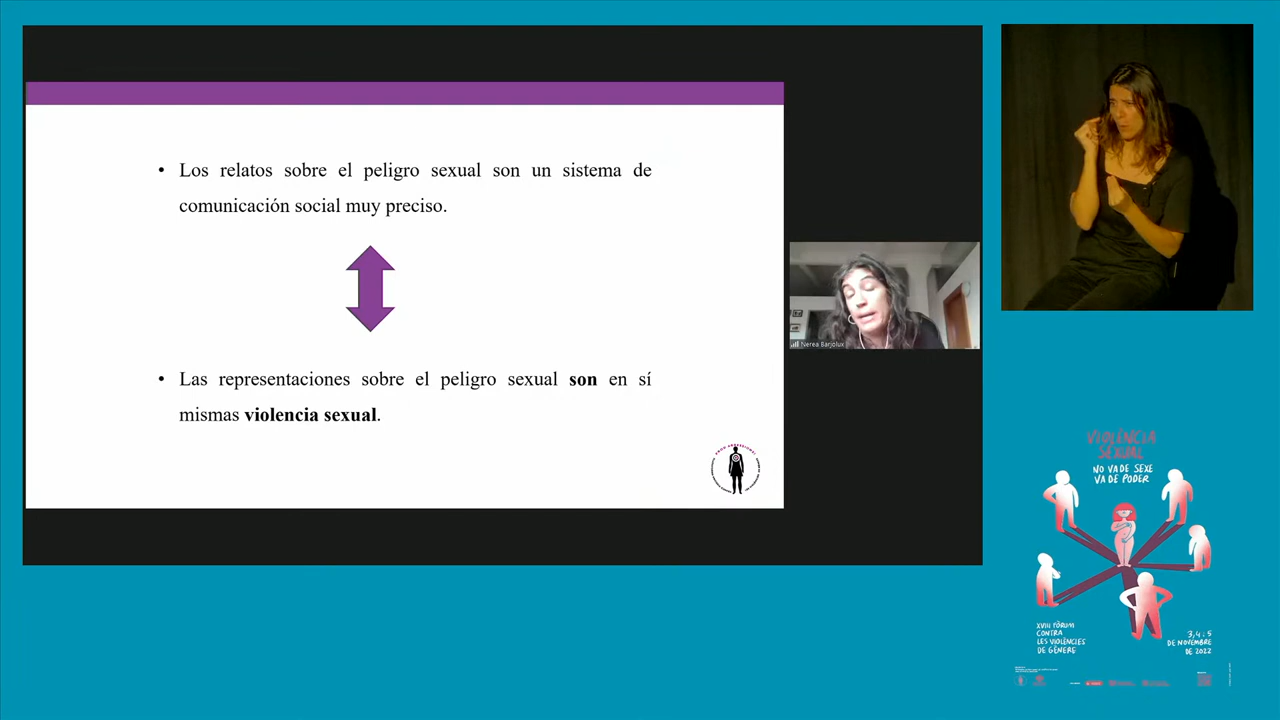 • Los relatos sobre el peligro sexual son un sistema de
comunicación social muy preciso.
• Las representaciones sobre el peligro sexual son en sí
mismas violencia sexual.
Nerea Barjolux
VIOLÈNCIA
SEXUAL
NO VA DE SEXE
VA DE PODER
XVIII FÒRUM
CONTRA
LES VIOLÈNCIES
DE GÈNERE
3, 4 i 5
DE NOVEMBRE
DE 2022